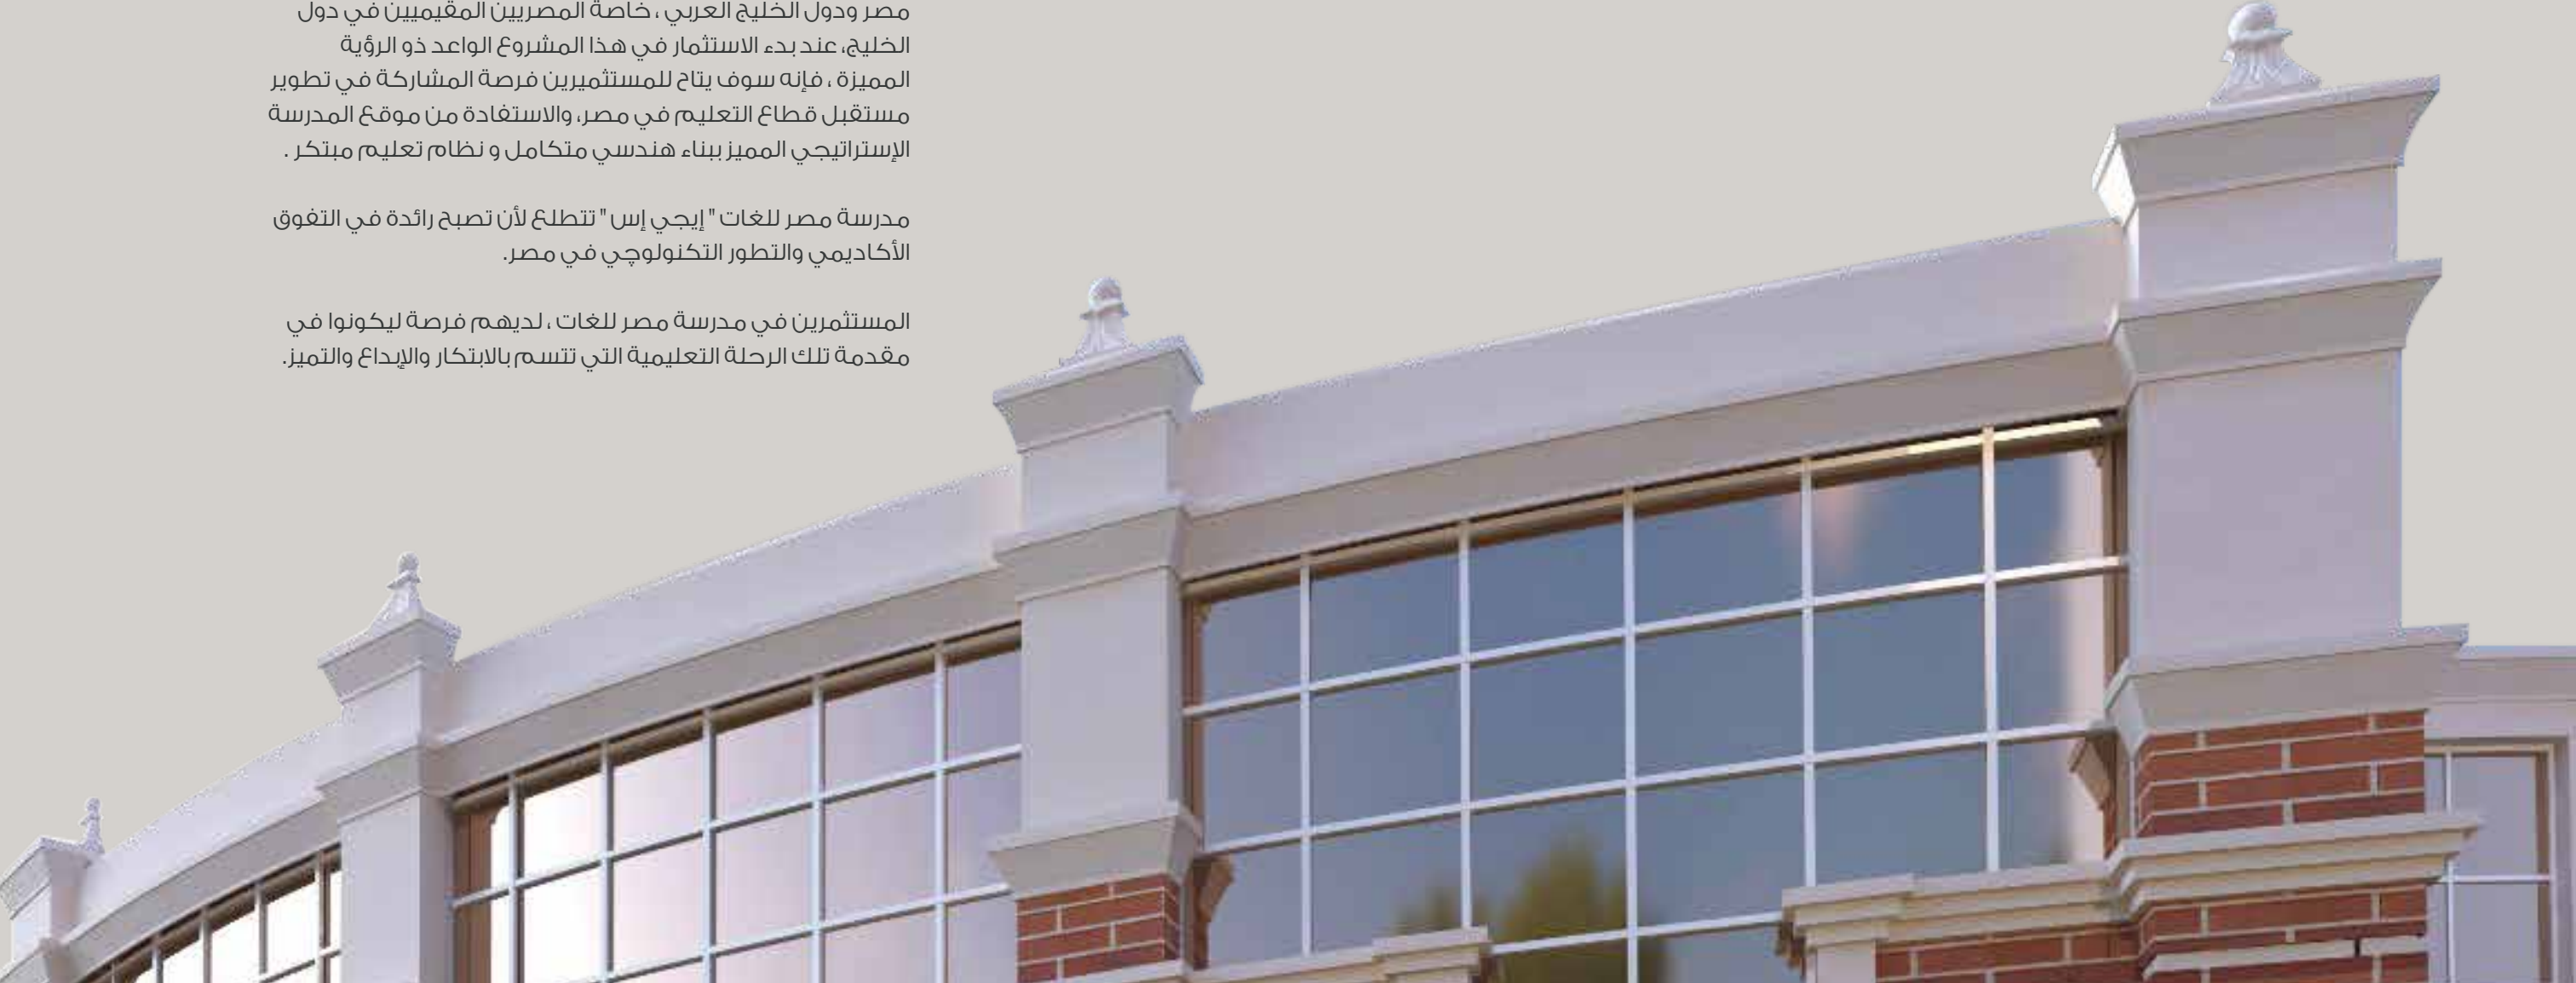 مصر ودول الخليج العربي ، خاصة المصريين المقيميين في دول
الخليج، عند بدء الاستثمار في هذا المشروع الواعد ذو الرؤية
المميزة ، فإنه سوف يتاح للمستثميرين فرصة المشاركة في تطوير
مستقبل قطاع التعليم في مصر، والاستفادة من موقع المدرسة
الإستراتيجي المميز ببناء هندسي متكامل و نظام تعليم مبتكر .
مدرسة مصر للغات " إيجي إس " تتطلع لأن تصبح رائدة في التفوق
الأكاديمي والتطور التكنولوچي في مصر.
المستثمرين في مدرسة مصر للغات ، لديهم فرصة ليكونوا في
مقدمة تلك الرحلة التعليمية التي تتسم بالابتكار والإبداع والتميز.